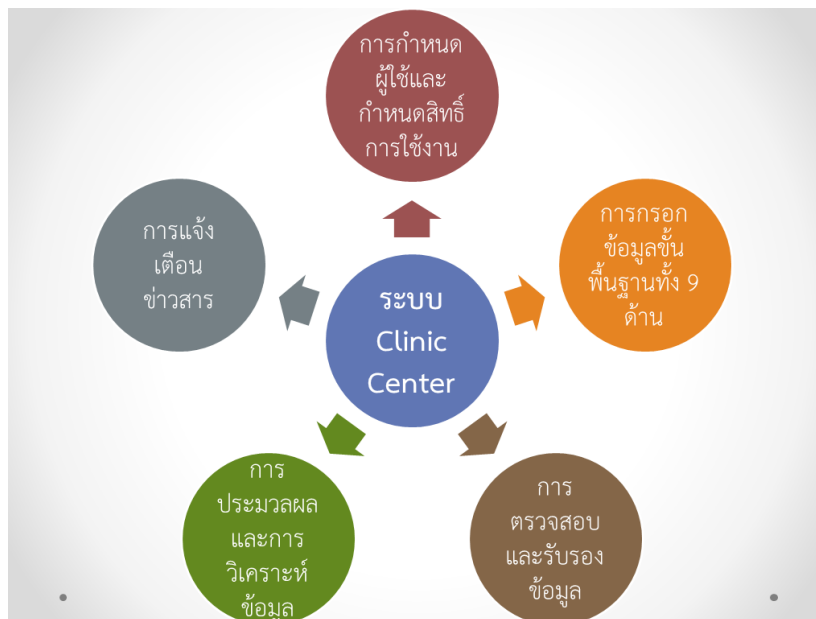 การกำหนด
ผู้ใช้และ
กำหนดสิทธิ์
การใช้งาน
การกรอก
ข้อมูลขั้น
พื้นฐานทั้ง 9
ด้าน
การ
ตรวจสอบ
และรับรอง
ข้อมูล
การ
ประมวลผล
และการ
วิเคราะห์
ข้อมูล
การแจ้ง
เตือน
ข่าวสาร
ระบบ
Clinic
Center